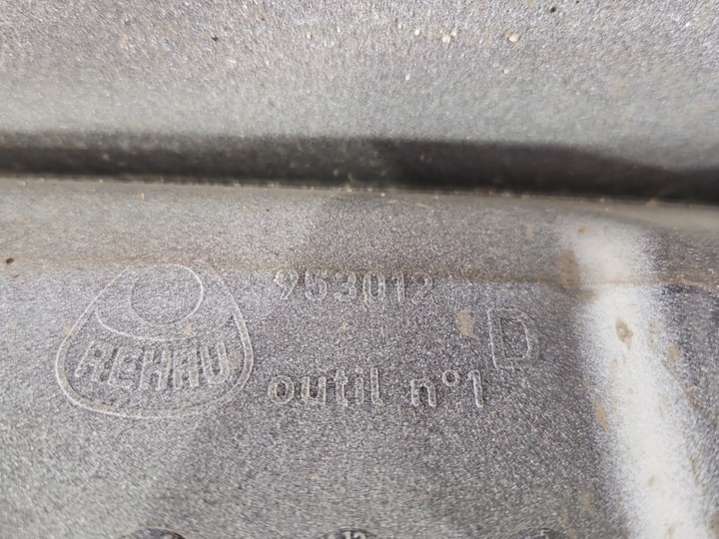 953012
REHAU
D
outil n°1